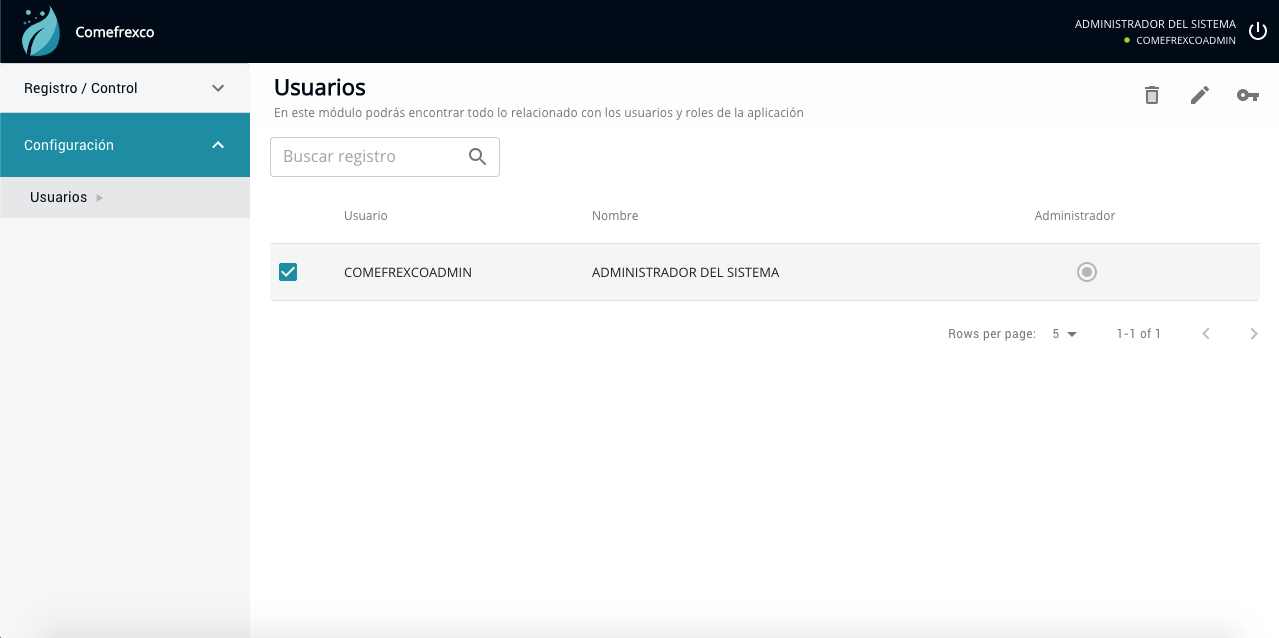 Comefrexco
ADMINISTRADOR DEL SISTEMA
COMEFREXCOADMIN
Registro / Control
Configuración
Usuarios
Usuarios
En este módulo podrás encontrar todo lo relacionado con los usuarios y roles de la aplicación
Buscar registro
Usuario Nombre Administrador
COMEFREXCOADMIN ADMINISTRADOR DEL SISTEMA
Rows per page: 5 1-1 of 1